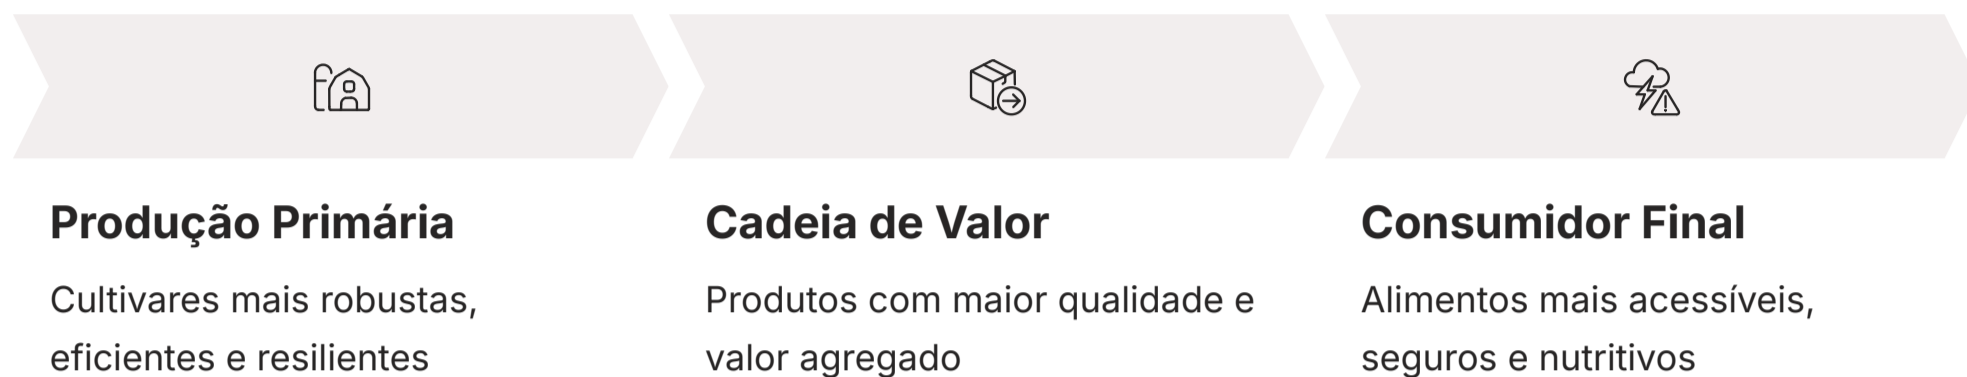 Produção Primária
Cultivares mais robustas,
eficientes e resilientes
Cadeia de Valor
Produtos com maior qualidade e
valor agregado
Consumidor Final
Alimentos mais acessíveis,
seguros e nutritivos